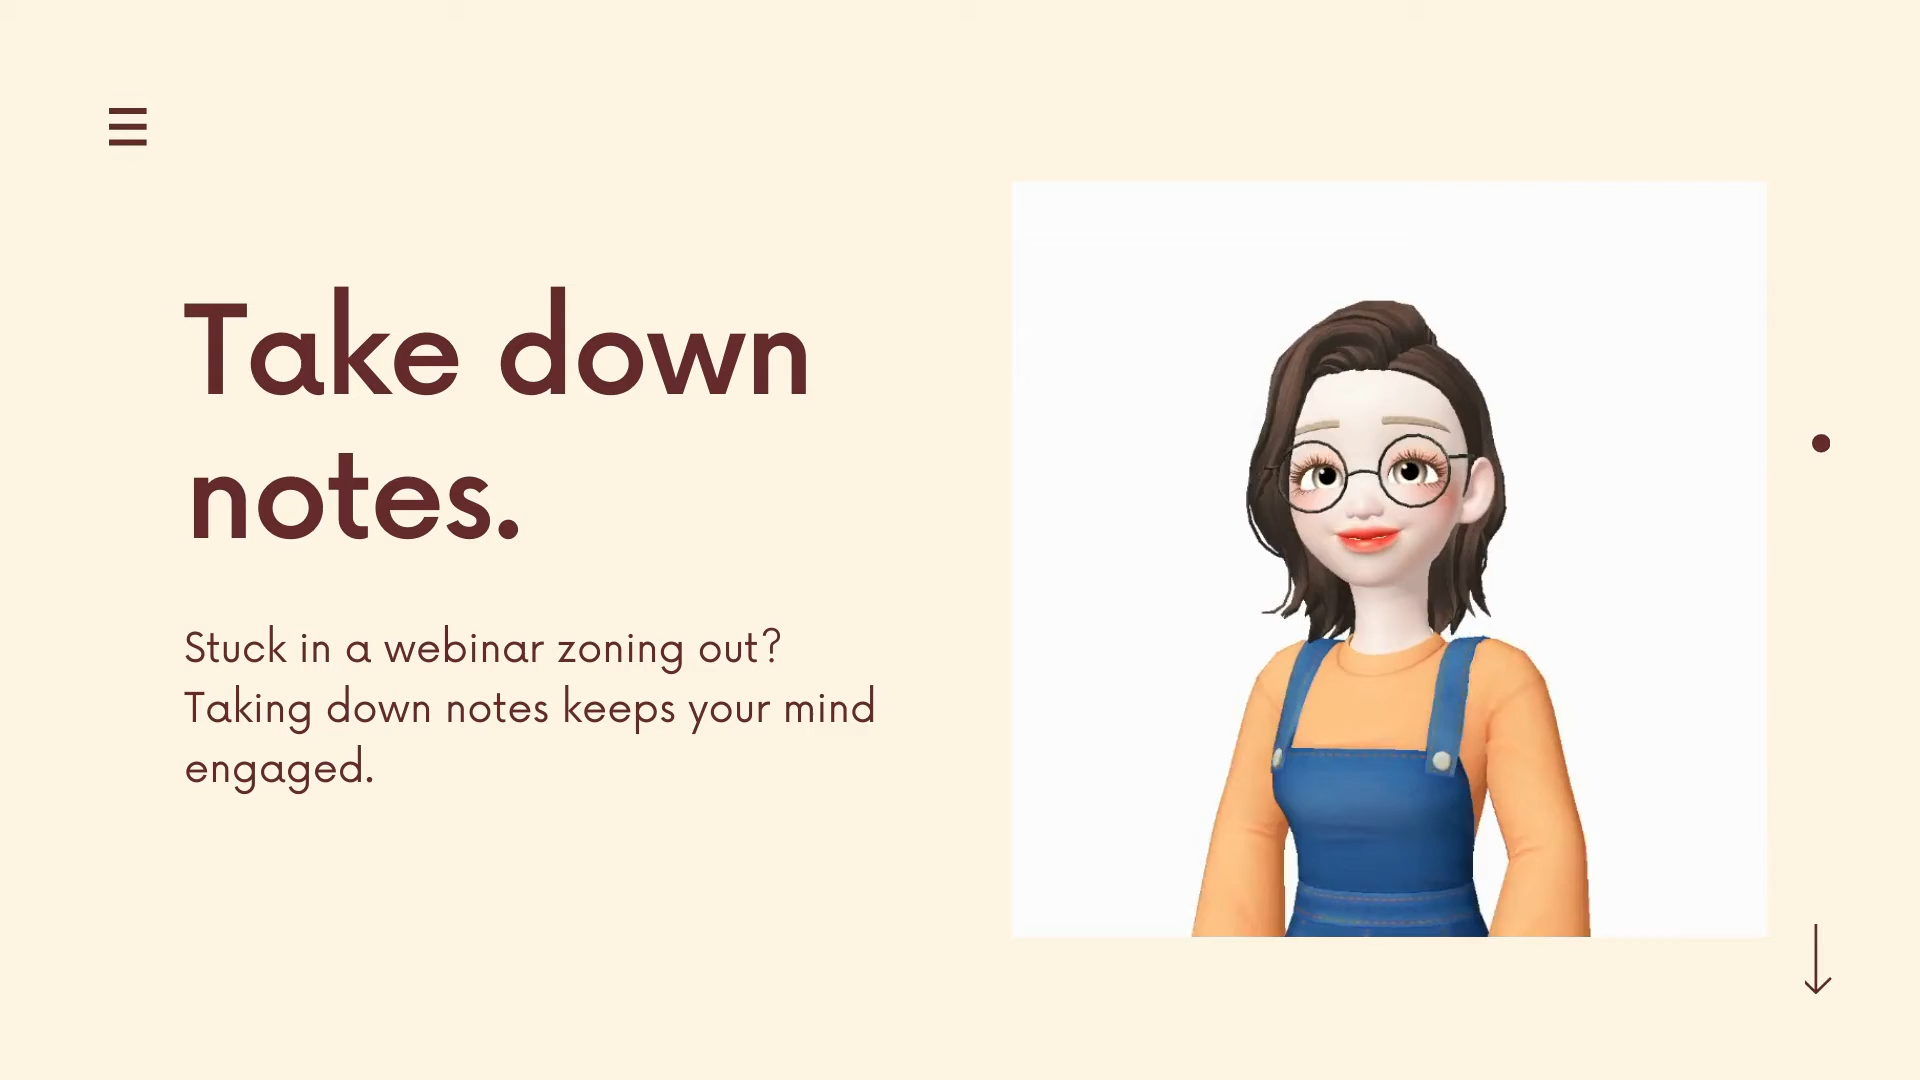 Take down
notes.
Stuck in a webinar zoning out?
Taking down notes keeps your mind
engaged.